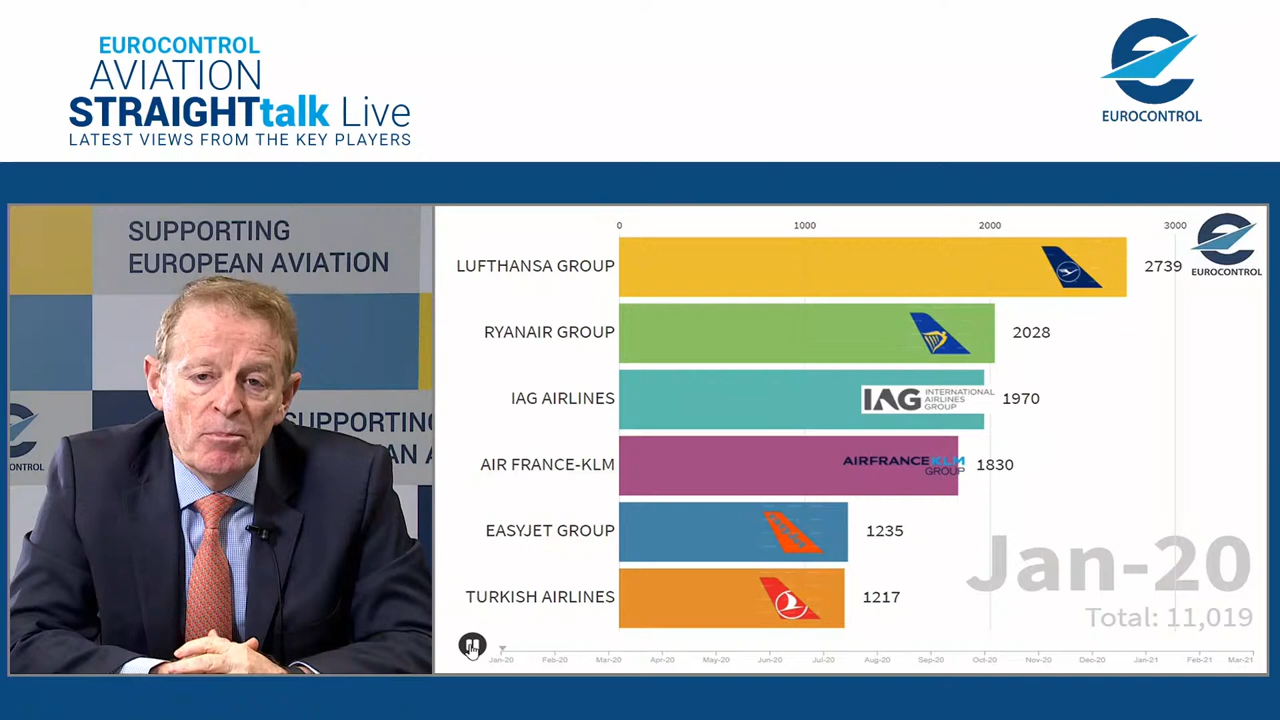 EUROCONTROL
AVIATION
STRAIGHTtalk Live
LATEST VIEWS FROM THE KEY PLAYERS
EUROCONTROL
SUPPORTING
EUROPEAN AVIATION
SUPPORTING
AN A
ONTROL
0 1000 2000 3000
EUROCONTROL
LUFTHANSA GROUP 2739
RYANAIR GROUP 2028
IAG AIRLINES IAG INTERNATIONAL AIRLINES GROUP 1970
AIR FRANCE-KLM AIRFRANCE KLM GROUP 1830
EASYJET GROUP 1235
TURKISH AIRLINES 1217
Jan-20
Total: 11,019
Jan-20 Feb-20 Mar-20 Apr-20 May-20 Jun-20 Jul-20 Aug-20 Sep-20 Oct-20 Nov-20 Dec-20 Jan-21 Feb-21 Mar-21